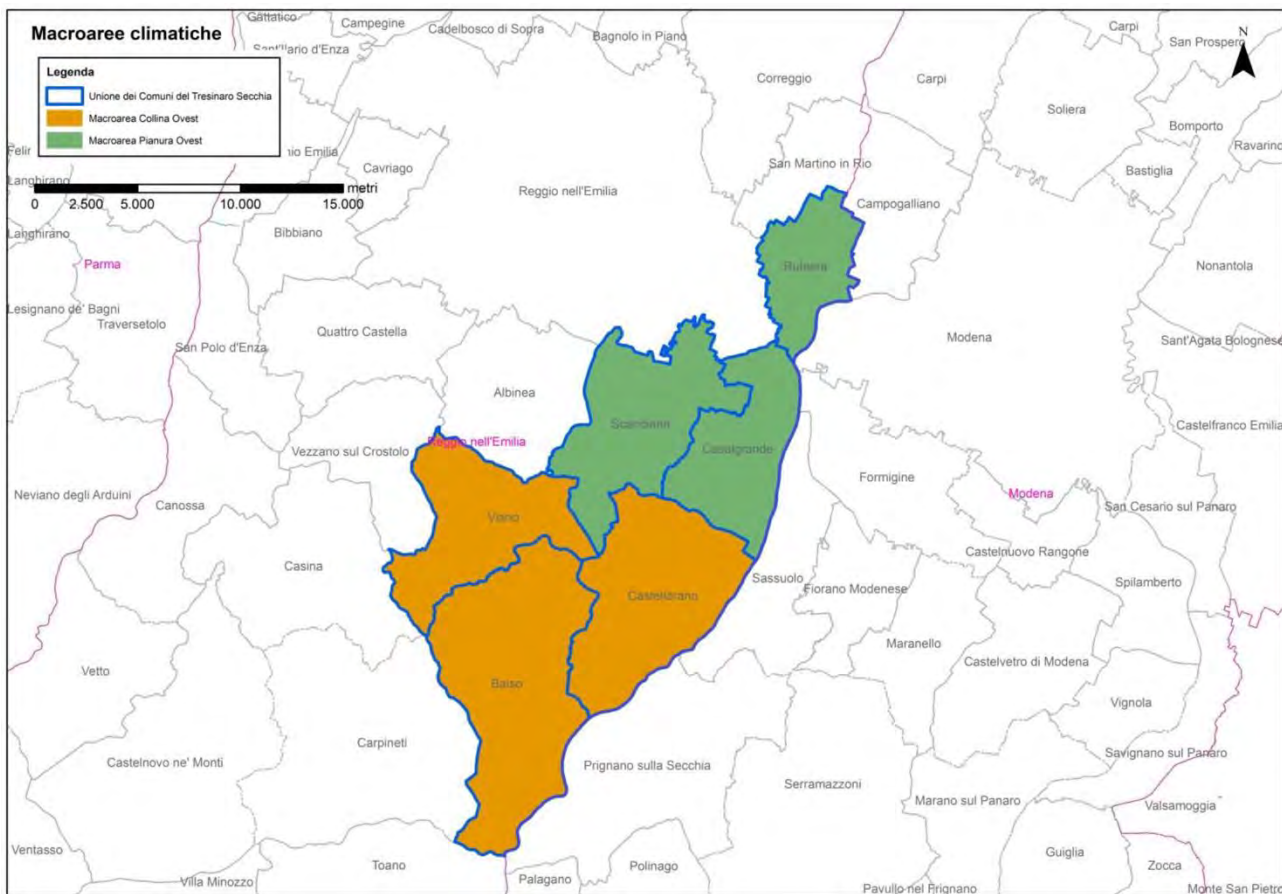 Macroaree climatiche
Legenda
Unione dei Comuni del Tresinaro Secchia
Macroarea Collina Ovest
Macroarea Pianura Ovest
metri
0 2.500 5.000 10.000 15.000
N
Gattatico
Campegine
Cadelbosco di Sopra
Bagnolo in Piano
Carpi
San Prospero
Sant'Ilario d'Enza
Correggio
Carpi
Soliera
Bomporto
Ravarino
Felir
nio Emilia
Cavriago
San Martino in Rio
Bastiglia
Langhirano
Reggio nell'Emilia
Campogalliano
Langhirano
Bibbiano
Parma
Rubiera
Nonantola
Lesignano de' Bagni
Traversetolo
Quattro Castella
San Polo d'Enza
Modena
Sant'Agata Bolognese
Albinea
Scandiano
Castelfranco Emilia
Reggio nell'Emilia
Vezzano sul Crostolo
Casalgrande
Formigine
Neviano degli Arduini
Canossa
Modena
San Cesario sul Panaro
Viano
Castelnuovo Rangone
Casina
Sassuolo
Fiorano Modenese
Spilamberto
Castellarano
Maranello
Vetto
Castelvetro di Modena
Baiso
Vignola
Carpineti
Castelnovo ne' Monti
Prignano sulla Secchia
Savignano sul Panaro
Serramazzoni
Marano sul Panaro
Valsamoggia
Ventasso
Toano
Polinago
Guiglia
Zocca
Villa Minozzo
Palagano
Pavullo nel Frignano
Monte San Pietro